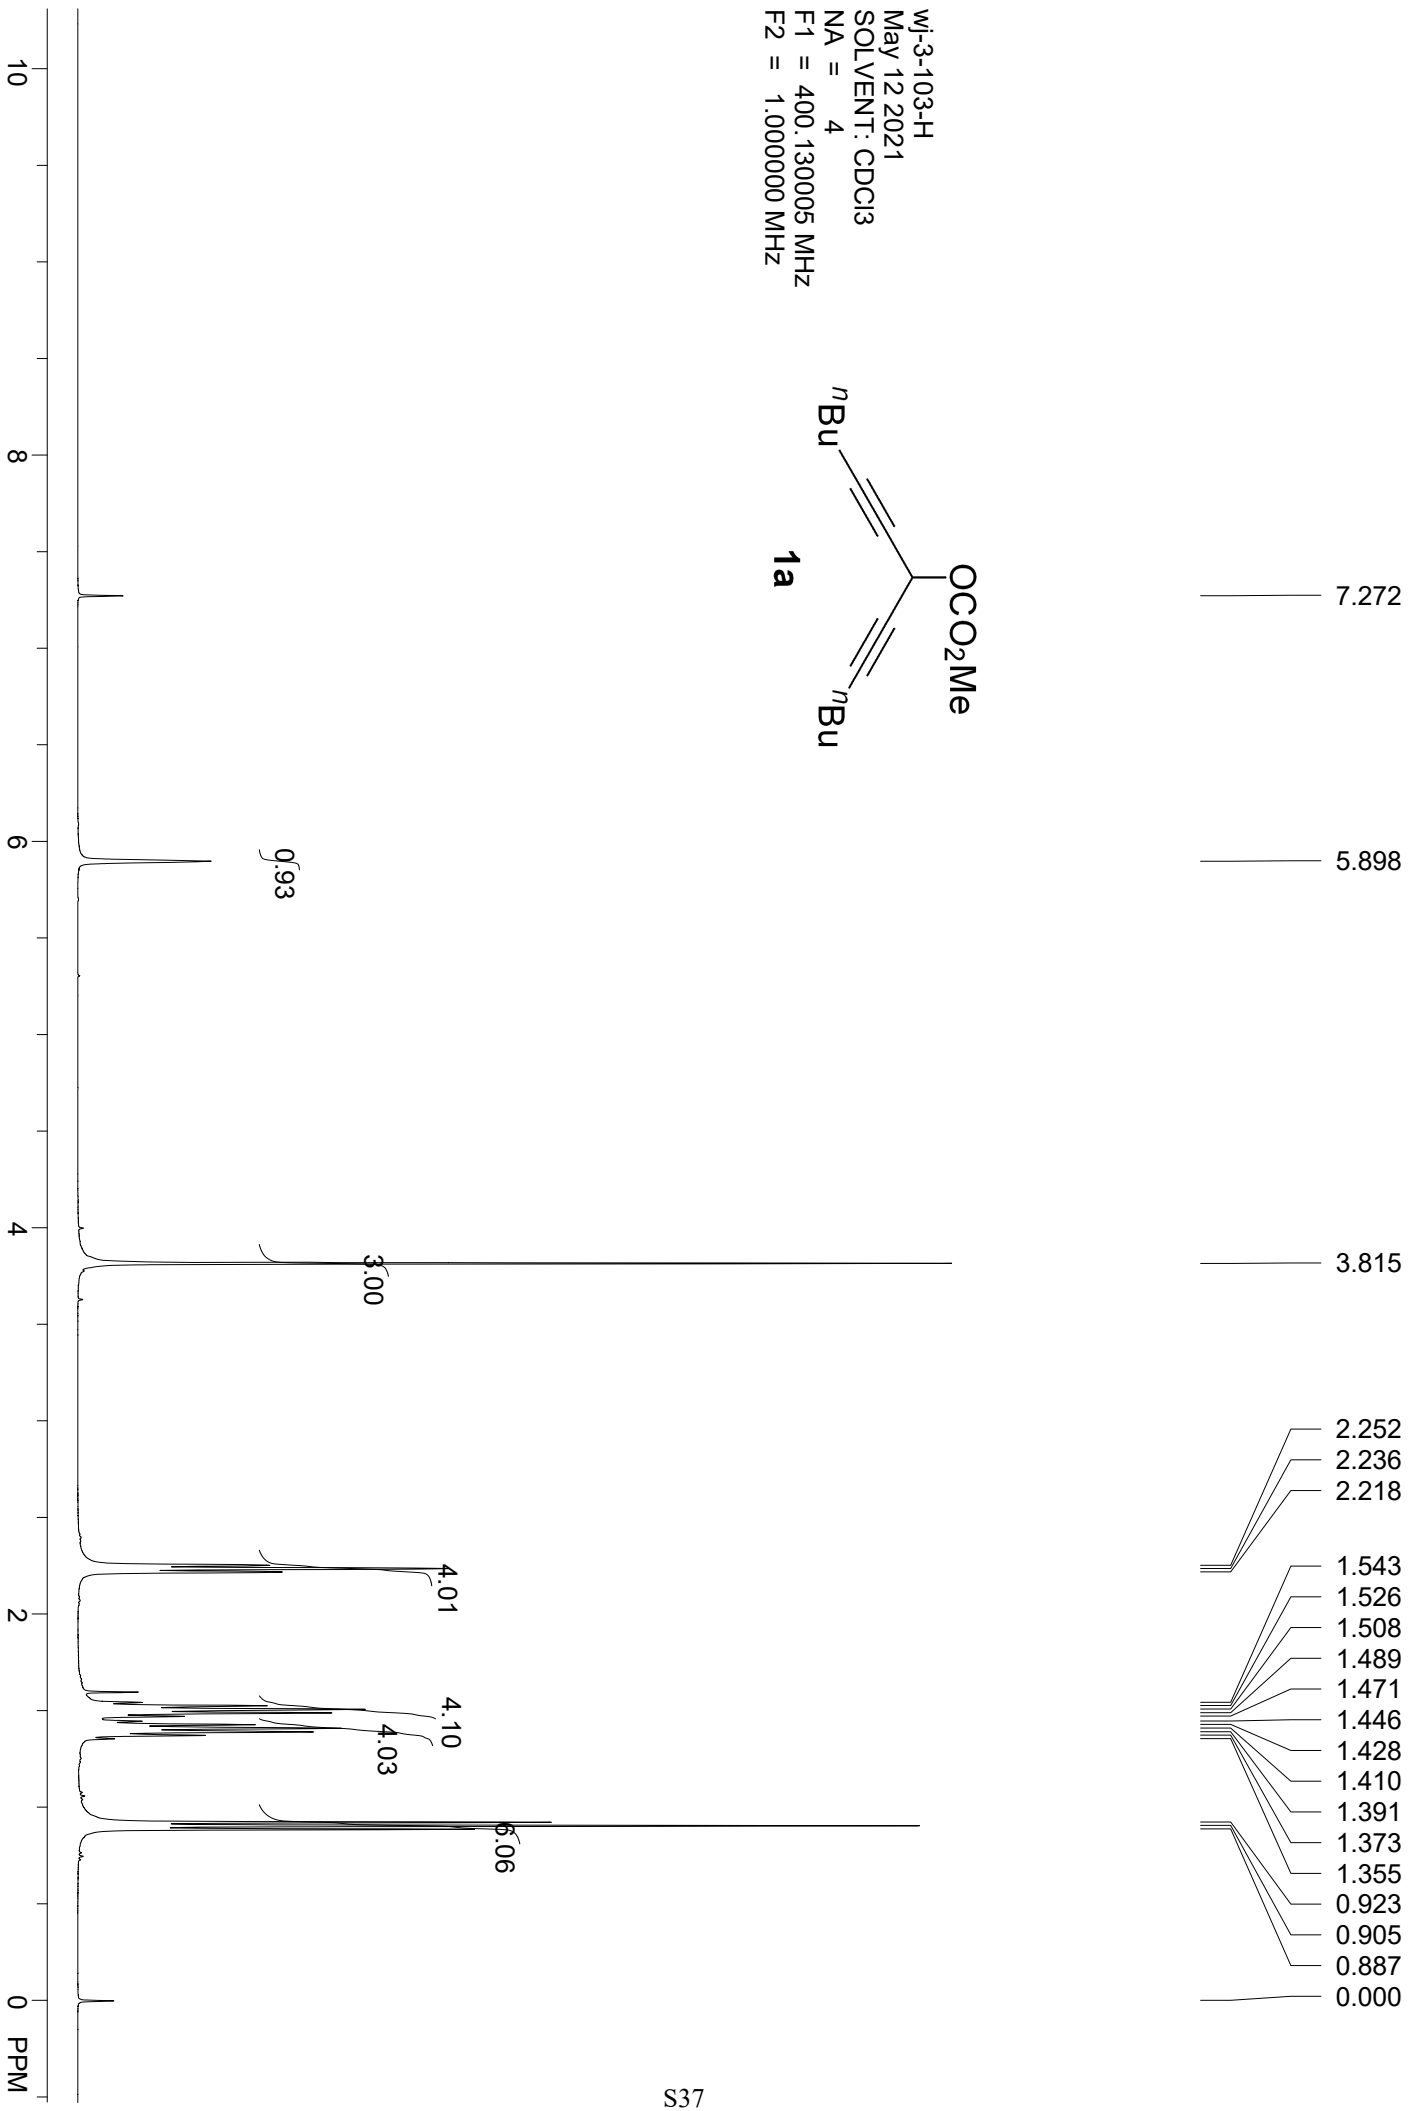 wj-3-103-H
May 12 2021
SOLVENT: CDCl3
NA = 4
F1 = 400.130005 MHz
F2 = 1.000000 MHz
OCO2Me
nBu
nBu
1a
7.272
5.898
3.815
2.252
2.236
2.218
1.543
1.526
1.508
1.489
1.471
1.446
1.428
1.410
1.391
1.373
1.355
0.923
0.905
0.887
0.000
0.93
3.00
4.01
4.10
4.03
6.06
10 8 6 4 2 0 PPM
S37